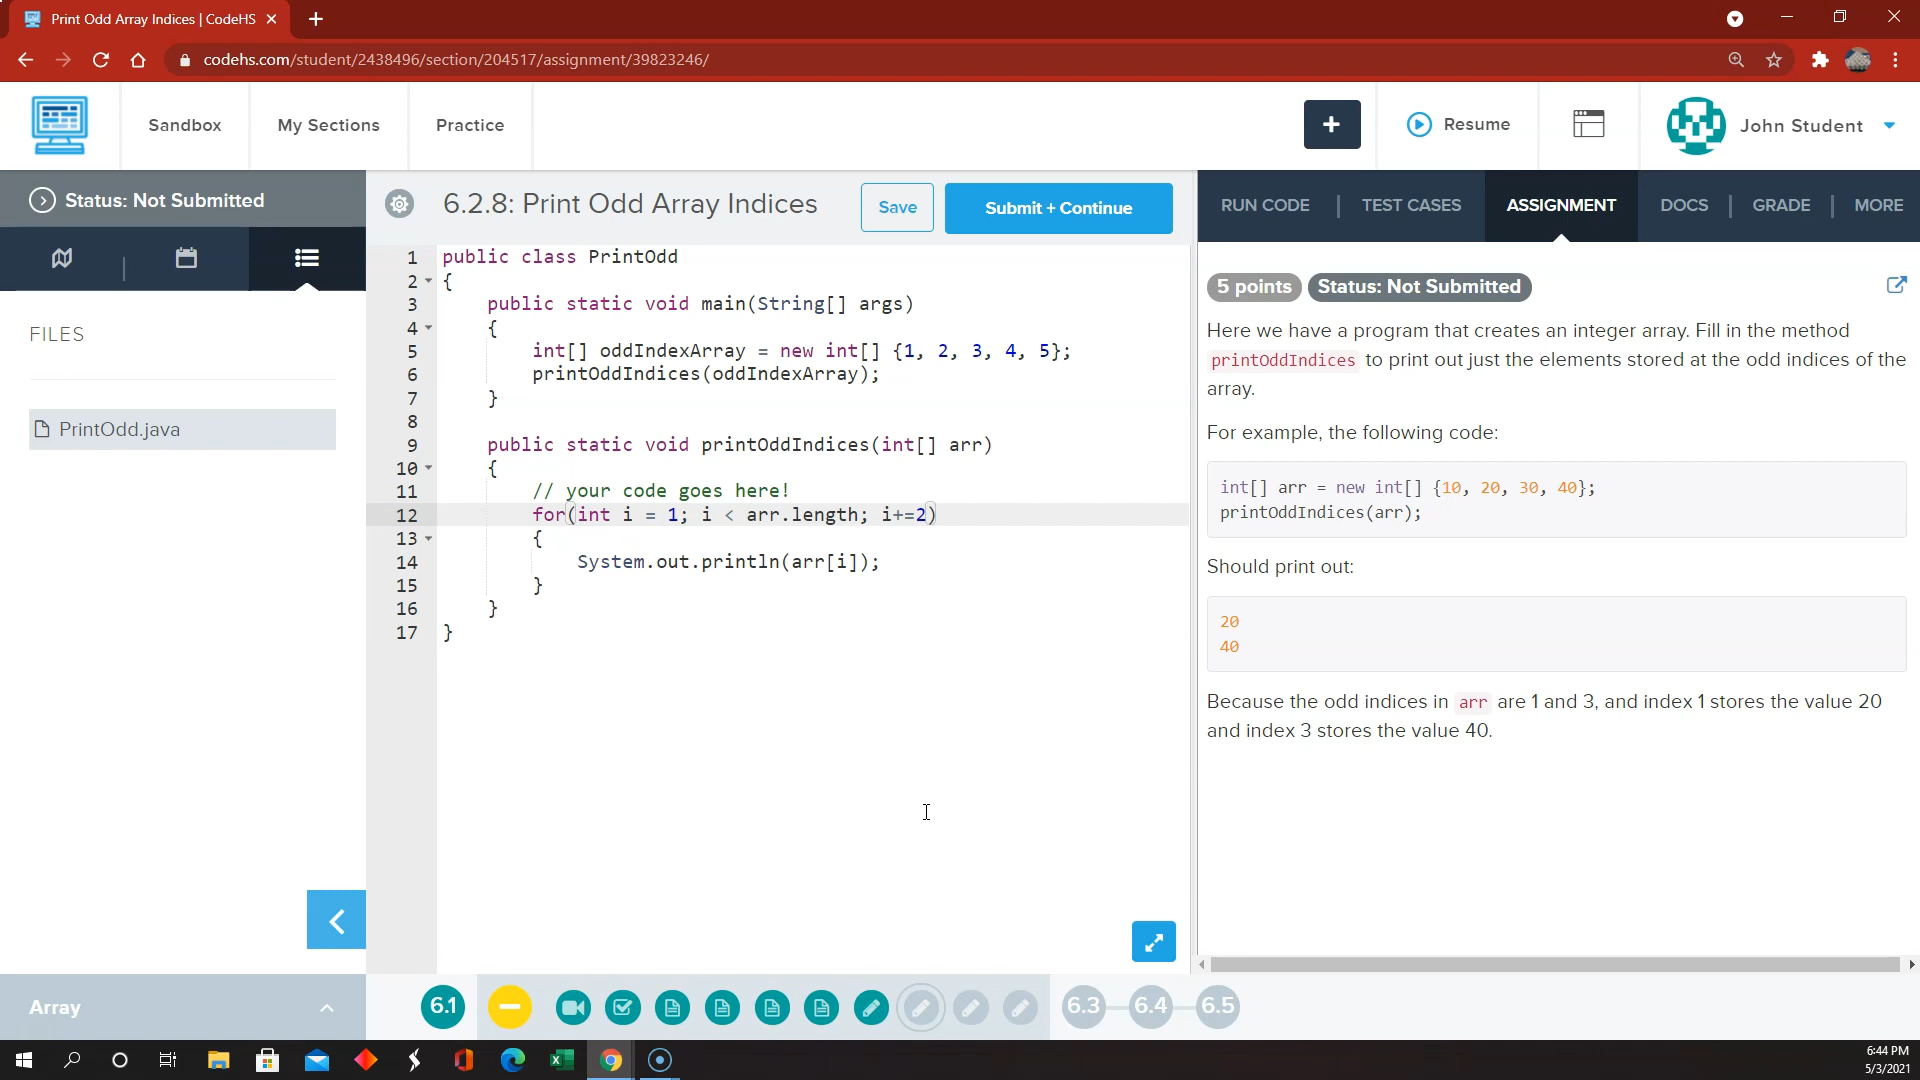 Print Odd Array Indices | CodeHS
codehs.com/student/2438496/section/204517/assignment/39823246/
Sandbox
My Sections
Practice
+
Resume
John Student
Status: Not Submitted
6.2.8: Print Odd Array Indices
Save
Submit + Continue
RUN CODE
TEST CASES
ASSIGNMENT
DOCS
GRADE
MORE
FILES
PrintOdd.java
1 public class PrintOdd
2 {
3     public static void main(String[] args)
4     {
5         int[] oddIndexArray = new int[] {1, 2, 3, 4, 5};
6         printOddIndices(oddIndexArray);
7     }
8
9     public static void printOddIndices(int[] arr)
10     {
11         // your code goes here!
12         for(int i = 1; i < arr.length; i+=2)
13         {
14             System.out.println(arr[i]);
15         }
16     }
17 }
5 points
Status: Not Submitted
Here we have a program that creates an integer array. Fill in the method
printOddIndices to print out just the elements stored at the odd indices of the
array.
For example, the following code:
int[] arr = new int[] {10, 20, 30, 40};
printOddIndices(arr);
Should print out:
20
40
Because the odd indices in arr are 1 and 3, and index 1 stores the value 20
and index 3 stores the value 40.
Array
6.1
6.3
6.4
6.5
6:44 PM
5/3/2021